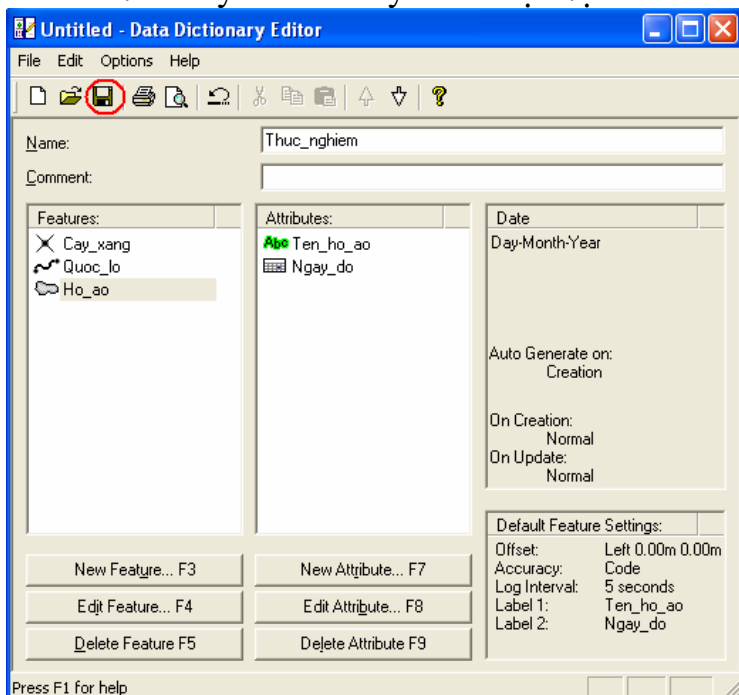 Untitled - Data Dictionary Editor
File Edit Options Help
Name: Thuc_nghiem
Comment:
Features:
Cay_xang
Quoc_lo
Ho_ao
Attributes:
Abc Ten_ho_ao
Ngay_do
Date
Day-Month-Year
Auto Generate on:
Creation
On Creation:
Normal
On Update:
Normal
Default Feature Settings:
Offset: Left 0.00m 0.00m
Accuracy: Code
Log Interval: 5 seconds
Label 1: Ten_ho_ao
Label 2: Ngay_do
New Feature... F3
New Attribute... F7
Edit Feature... F4
Edit Attribute... F8
Delete Feature F5
Delete Attribute F9
Press F1 for help